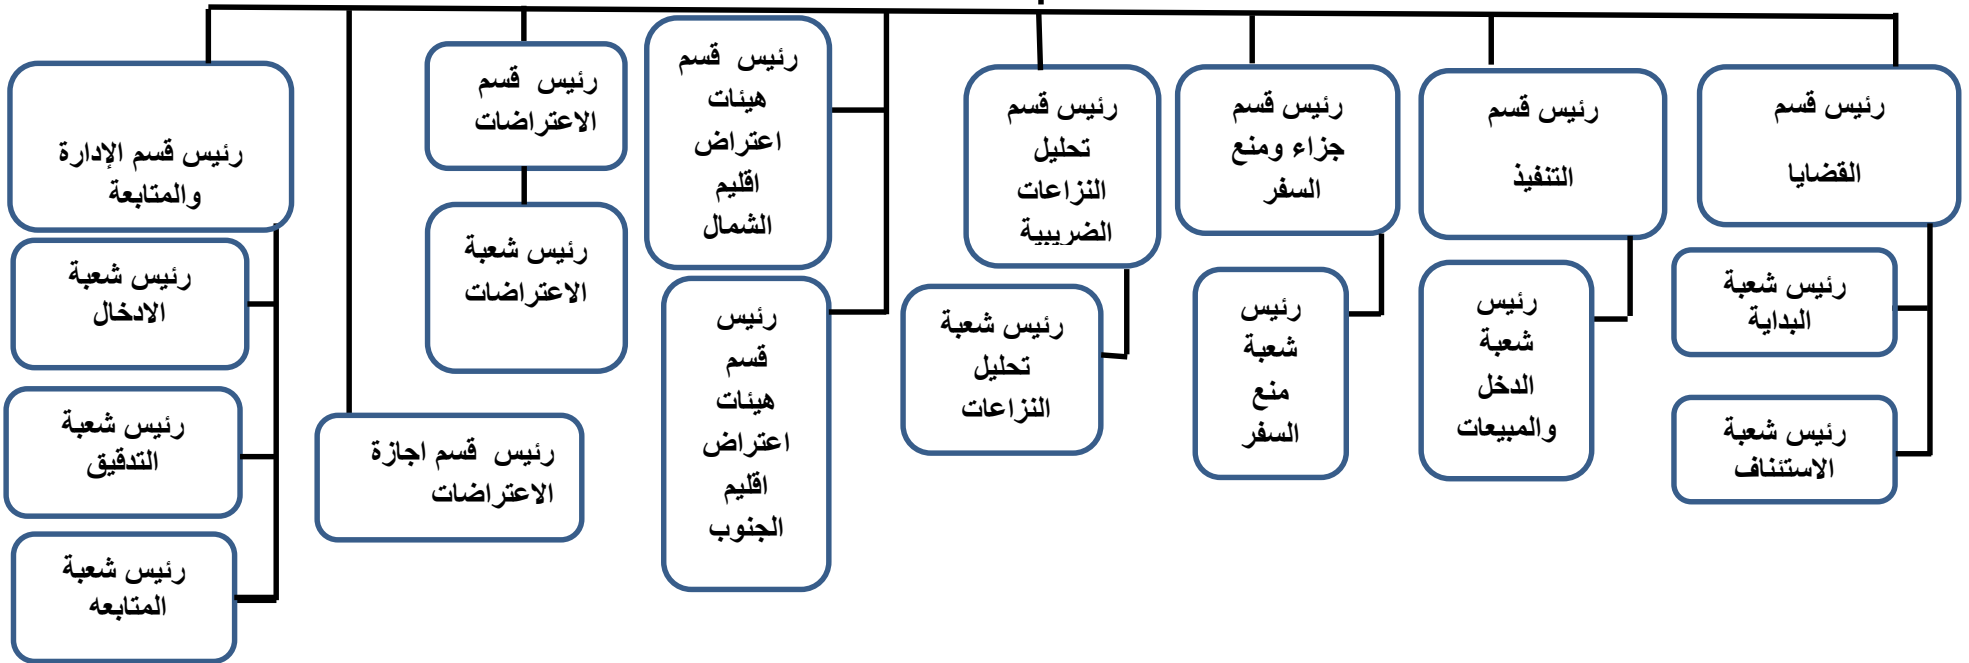 رئيس قسم
القضايا
رئيس شعبة
البداية
رئيس شعبة
الاستئناف
رئيس قسم
التنفيذ
رئيس
شعبة
الدخل
والمبيعات
رئيس قسم
جزاء ومنع
السفر
رئيس
شعبة
منع
السفر
رئيس قسم
تحليل
النزاعات
الضريبية
رئيس شعبة
تحليل
النزاعات
رئيس قسم
هيئات
اعتراض
اقليم
الشمال
رئيس
قسم
هيئات
اعتراض
اقليم
الجنوب
رئيس قسم
الاعتراضات
رئيس شعبة
الاعتراضات
رئيس قسم اجازة
الاعتراضات
رئيس قسم الإدارة
والمتابعة
رئيس شعبة
الادخال
رئيس شعبة
التدقيق
رئيس شعبة
المتابعه